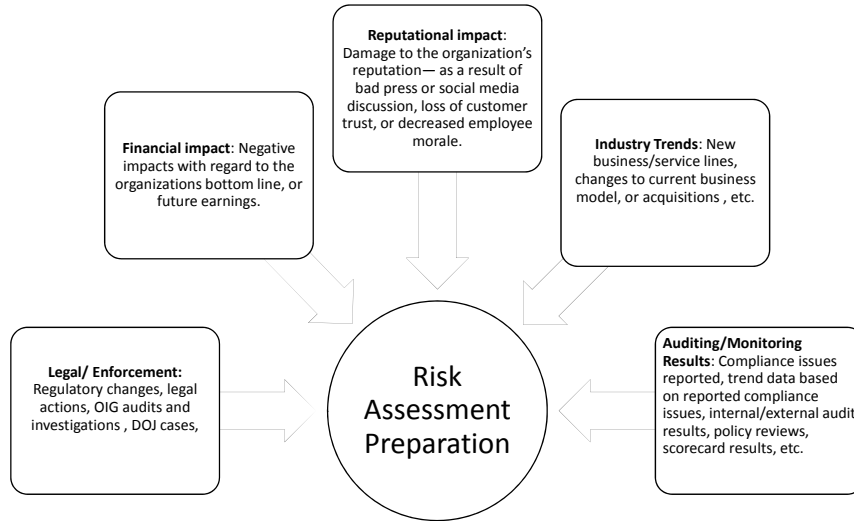 Reputational impact:
Damage to the organization's
reputation— as a result of
bad press or social media
discussion, loss of customer
trust, or decreased employee
morale.
Financial impact: Negative
impacts with regard to the
organizations bottom line, or
future earnings.
Industry Trends: New
business/service lines,
changes to current business
model, or acquisitions , etc.
Legal/ Enforcement:
Regulatory changes, legal
actions, OIG audits and
investigations , DOJ cases,
Risk
Assessment
Preparation
Auditing/Monitoring
Results: Compliance issues
reported, trend data based
on reported compliance
issues, internal/external audit
results, policy reviews,
scorecard results, etc.